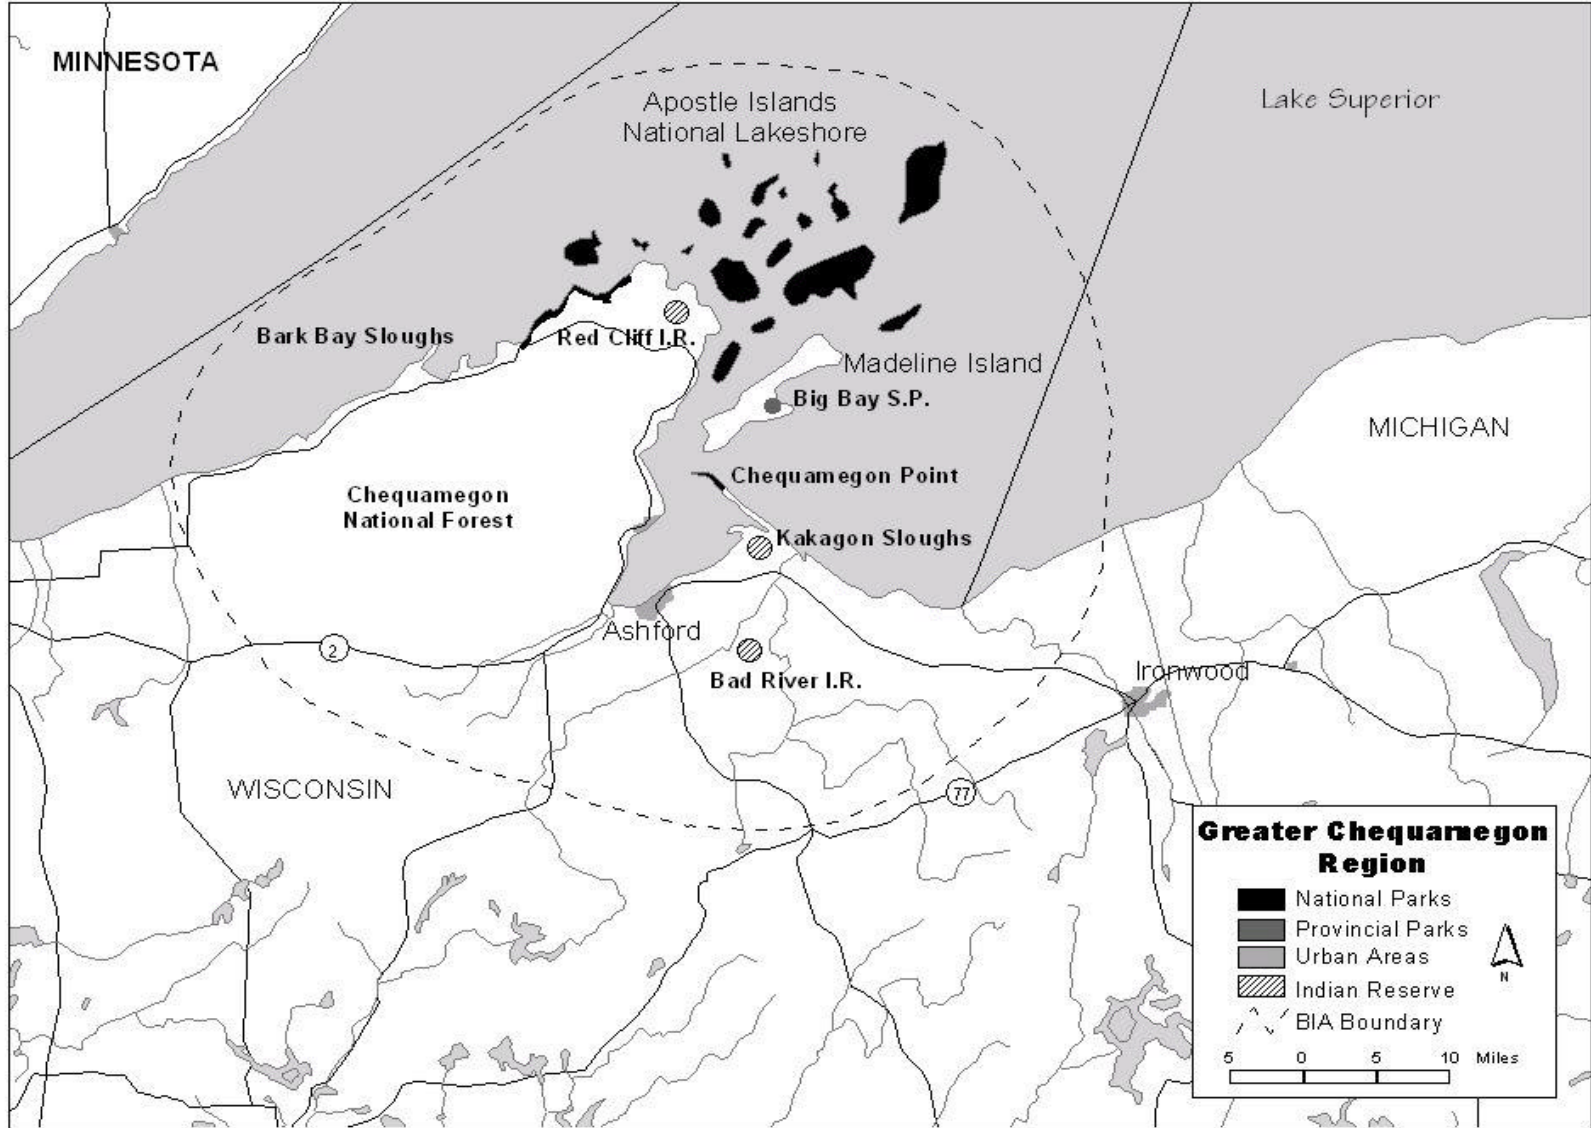 MINNESOTA
Apostle Islands
National Lakeshore
Lake Superior
Bark Bay Sloughs
Red Cliff I.R.
Madeline Island
Big Bay S.P.
MICHIGAN
Chequamegon Point
Chequamegon
National Forest
Kakagon Sloughs
Ashford
2
Bad River I.R.
Ironwood
WISCONSIN
77
Greater Chequamegon
Region
National Parks
Provincial Parks
Urban Areas
Indian Reserve
BIA Boundary
N
5 0 5 10 Miles